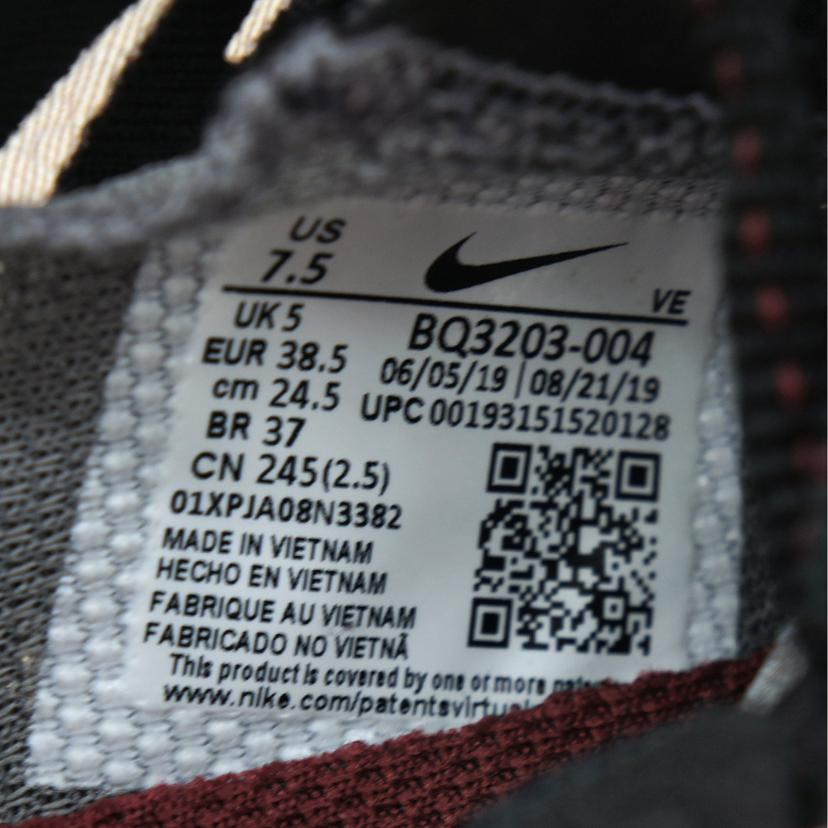 US
7.5
VE
UK 5
EUR 38.5
cm 24.5
BR 37
CN 245(2.5)
BQ3203-004
06/05/19 | 08/21/19
UPC 00193151520128
01XPJA08N3382
MADE IN VIETNAM
HECHO EN VIETNAM
FABRIQUE AU VIETNAM
FABRICADO NO VIETNÃ
This product is covered by one or more
www.nike.com/patentsvirtual